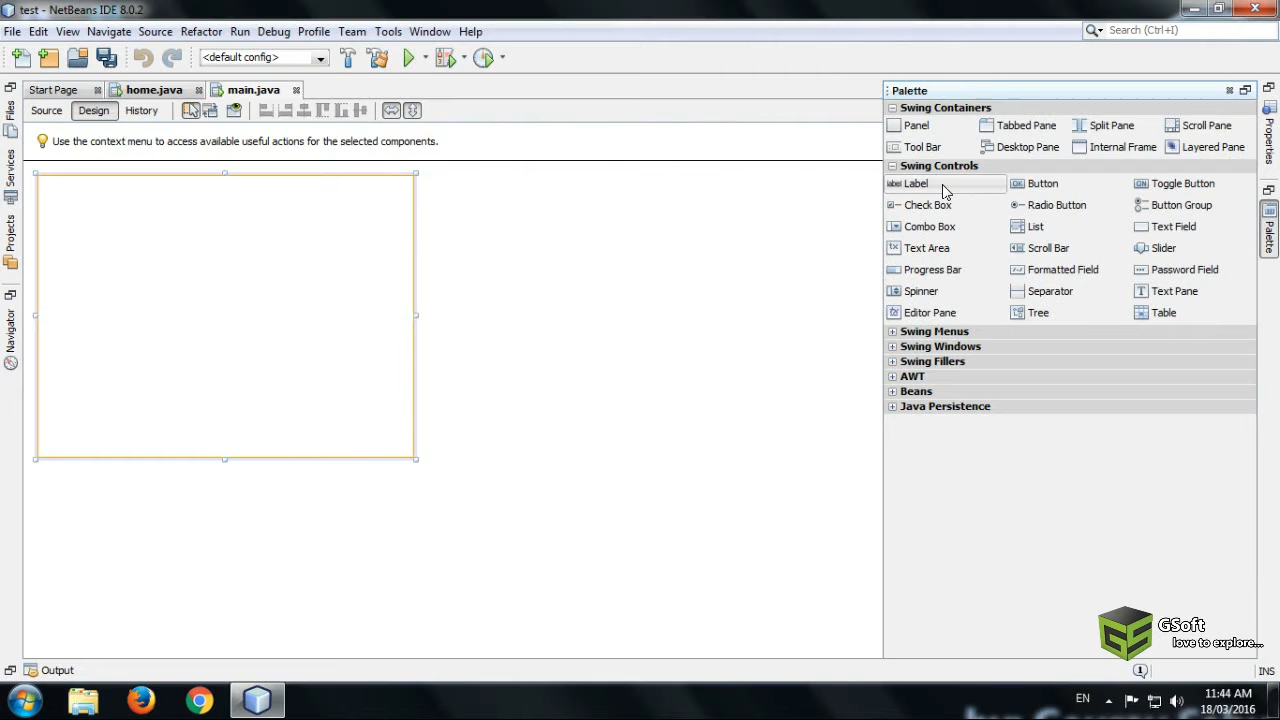 test - NetBeans IDE 8.0.2
File Edit View Navigate Source Refactor Run Debug Profile Team Tools Window Help
Search (Ctrl+I)
<default config>
Start Page home.java main.java
Source Design History
Use the context menu to access available useful actions for the selected components.
Files
Services
Projects
Navigator
Palette
Swing Containers
Panel Tabbed Pane Split Pane Scroll Pane
Tool Bar Desktop Pane Internal Frame Layered Pane
Swing Controls
Label Button Toggle Button
Check Box Radio Button Button Group
Combo Box List Text Field
Text Area Scroll Bar Slider
Progress Bar Formatted Field Password Field
Spinner Separator Text Pane
Editor Pane Tree Table
Swing Menus
Swing Windows
Swing Fillers
AWT
Beans
Java Persistence
Properties
Palette
GS
GSoft
love to explore...
Output
1
INS
EN
11:44 AM
18/03/2016